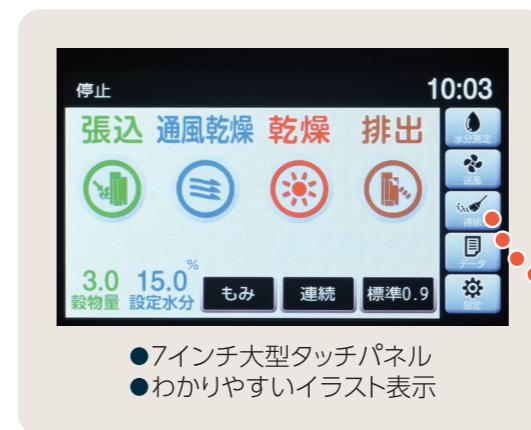 停止 10:03
張込 通風乾燥 乾燥 排出
水分測定
送風
掃除
データ
設定
3.0 15.0%
穀物量 設定水分 もみ 連続 標準0.9
●7インチ大型タッチパネル
●わかりやすいイラスト表示